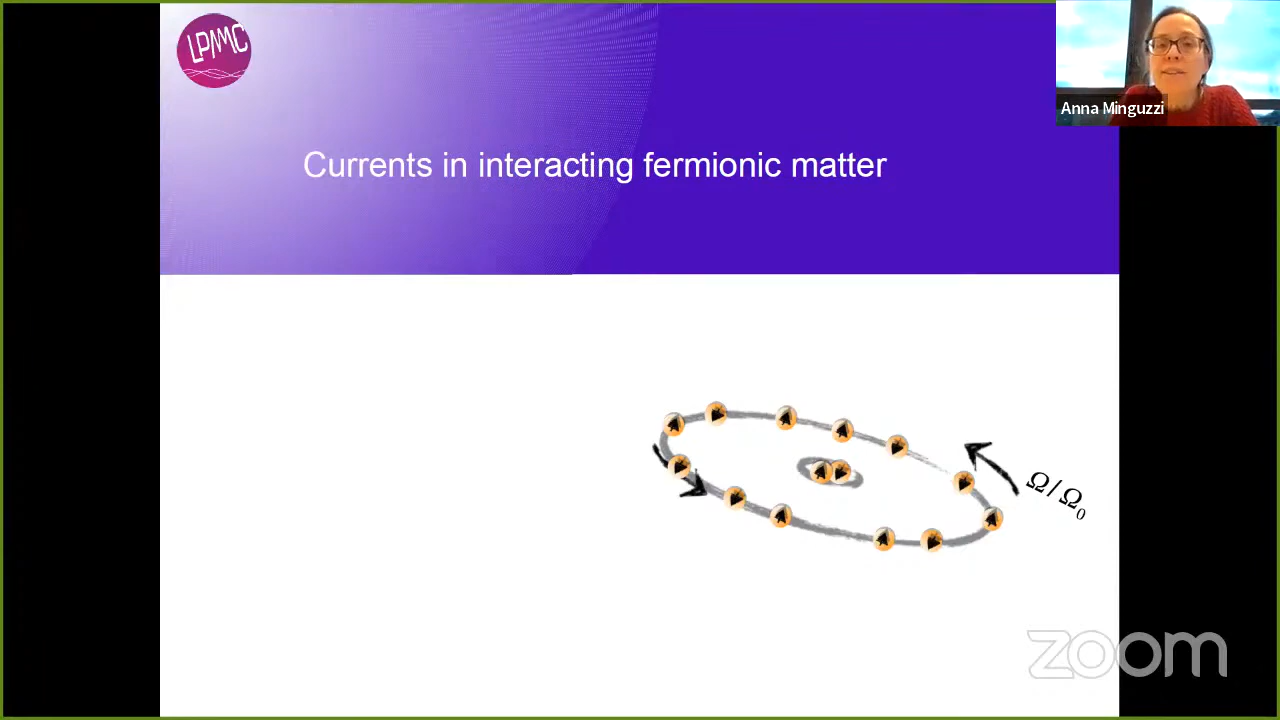 LPMMC
Anna Minguzzi
Currents in interacting fermionic matter
Ω/Ω₀
zoom